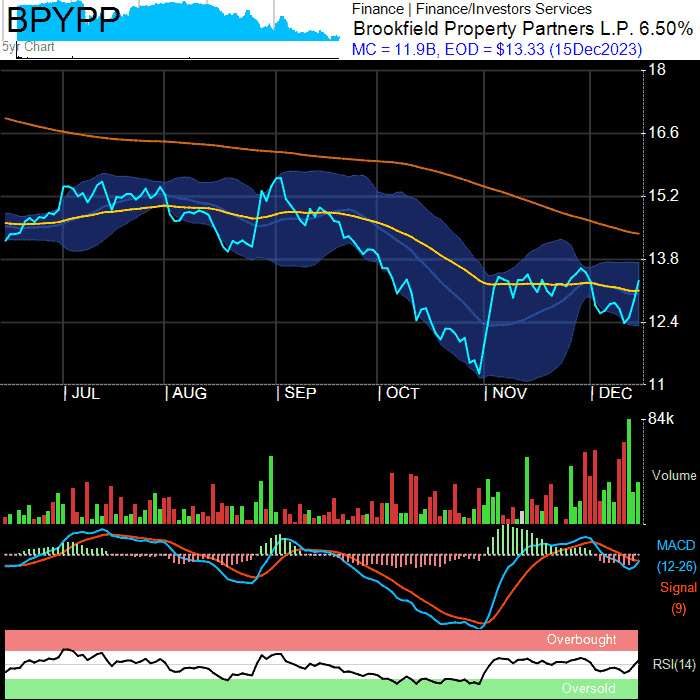 BPYPP
5yr Chart
Finance | Finance/Investors Services
Brookfield Property Partners L.P. 6.50%
MC = 11.9B, EOD = $13.33 (15Dec2023)
18
16.6
15.2
13.8
12.4
11
| JUL | AUG | SEP | OCT | NOV | DEC
84k
Volume
MACD
(12-26)
Signal
(9)
Overbought
RSI(14)
Oversold